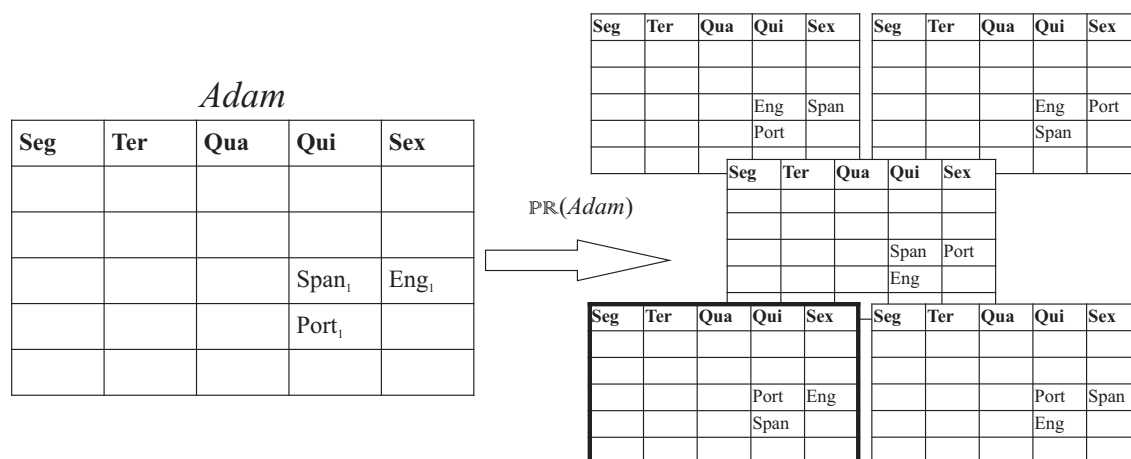 Adam
Seg Ter Qua Qui Sex
Span1 Eng1
Port1
ℙℝ(Adam)
Seg Ter Qua Qui Sex
Eng Span
Port
Seg Ter Qua Qui Sex
Eng Port
Span
Seg Ter Qua Qui Sex
Span Port
Eng
Seg Ter Qua Qui Sex
Port Eng
Span
Seg Ter Qua Qui Sex
Port Span
Eng